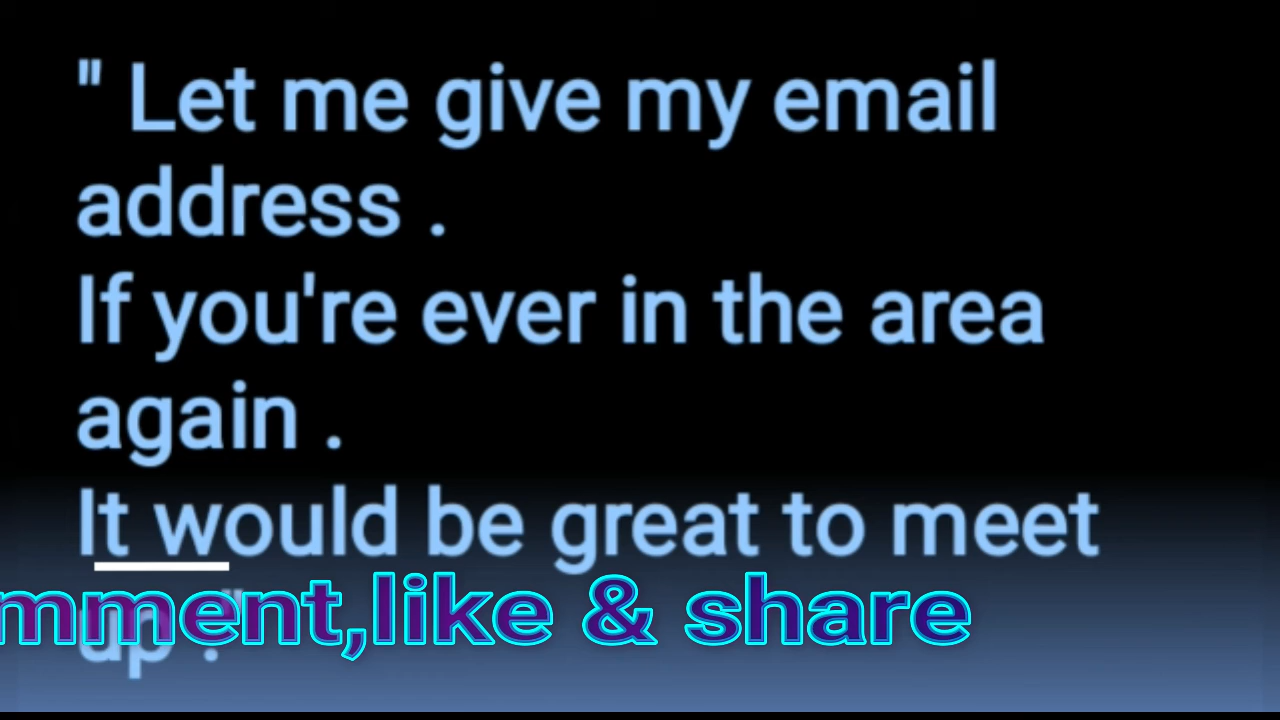 " Let me give my email
address .
If you're ever in the area
again .
It would be great to meet
up ."
mment,like & share